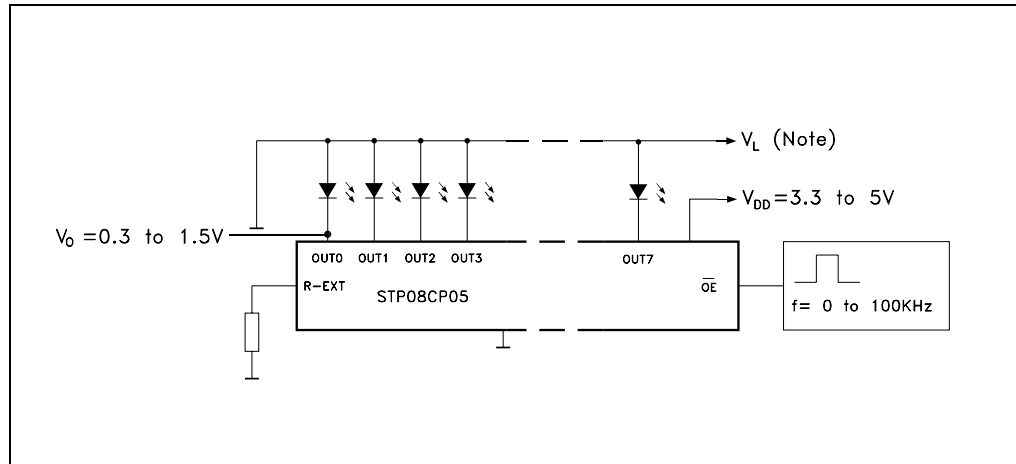 V_L (Note)
V_DD=3.3 to 5V
V_O =0.3 to 1.5V
OUT0 OUT1 OUT2 OUT3 OUT7
R-EXT
STP08CP05
O̅E̅
f= 0 to 100KHz